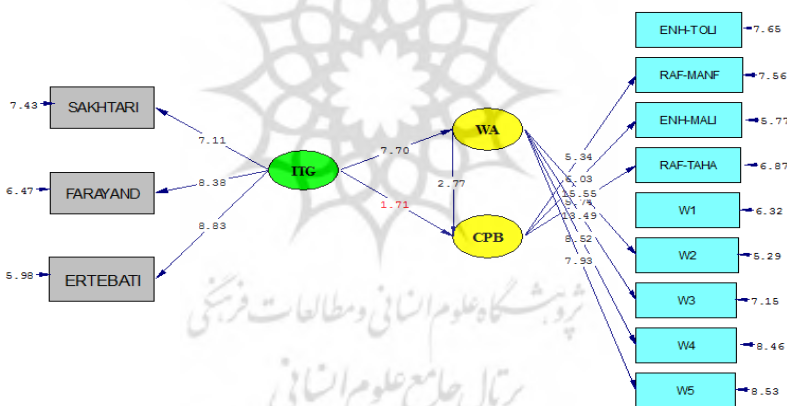 ENH-TOLI
7.65
RAF-MANF
7.56
7.43
SAKHTARI
ENH-MALI
5.77
WA
7.11
7.70
5.34
RAF-TAHA
6.87
ITG
6.03
6.47
FARAYAND
8.38
2.77
15.55
1.71
W1
6.32
13.49
8.83
CPB
8.52
W2
5.29
7.93
5.98
ERTEBATI
W3
7.15
پژوهشگاه علوم انسانی و مطالعات فرهنگی
W4
8.46
پرتال جامع علوم انسانی
W5
8.53